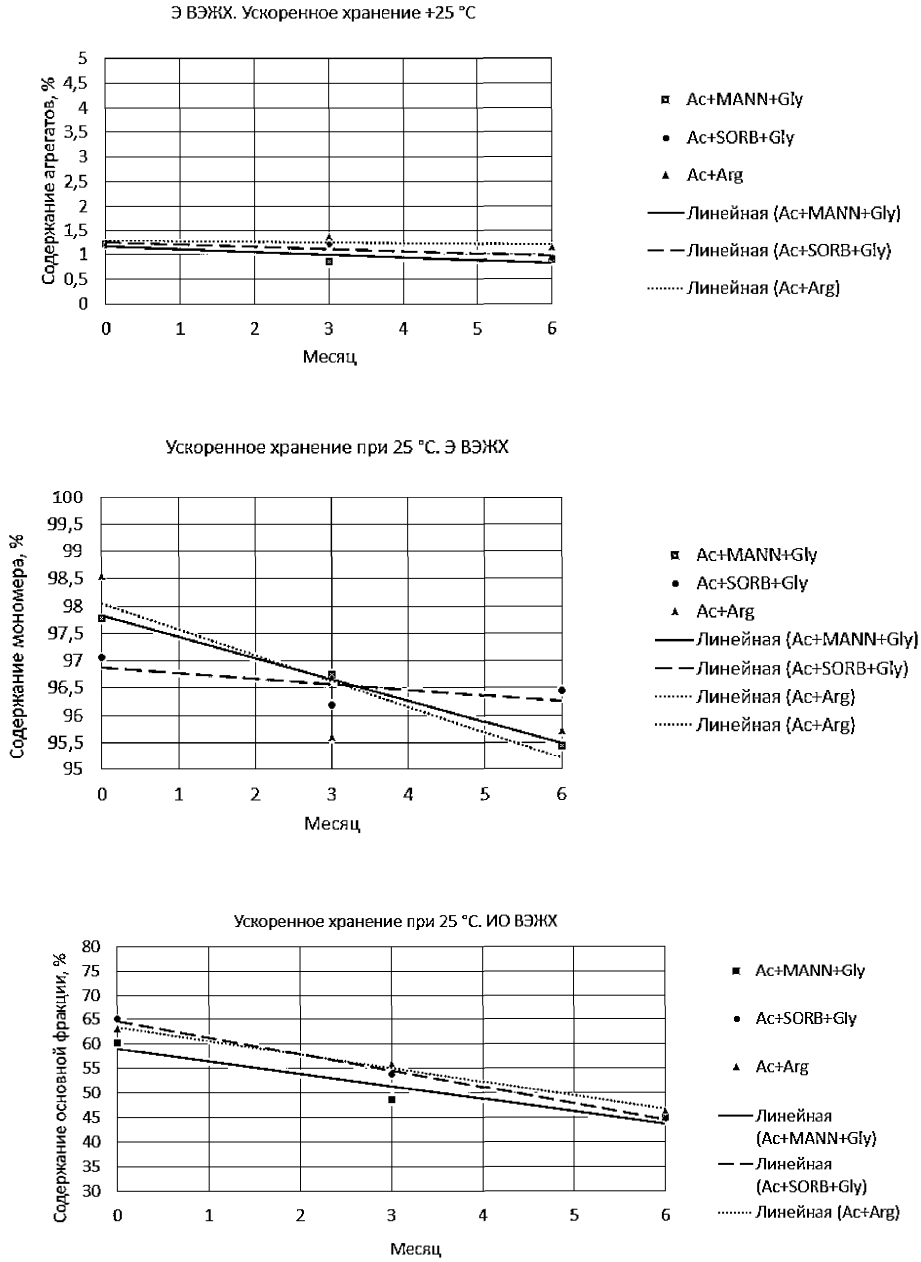 Э ВЭЖХ. Ускоренное хранение +25 °С
Содержание агрегатов, %
5
4,5
4
3,5
3
2,5
2
1,5
1
0,5
0
0 1 2 3 4 5 6
Месяц
Ac+MANN+Gly
Ac+SORB+Gly
Ac+Arg
Линейная (Ac+MANN+Gly)
Линейная (Ac+SORB+Gly)
Линейная (Ac+Arg)
Ускоренное хранение при 25 °С. Э ВЭЖХ
Содержание мономера, %
100
99,5
99
98,5
98
97,5
97
96,5
96
95,5
95
0 1 2 3 4 5 6
Месяц
Ac+MANN+Gly
Ac+SORB+Gly
Ac+Arg
Линейная (Ac+MANN+Gly)
Линейная (Ac+SORB+Gly)
Линейная (Ac+Arg)
Линейная (Ac+Arg)
Ускоренное хранение при 25 °С. ИО ВЭЖХ
Содержание основной фракции, %
80
75
70
65
60
55
50
45
40
35
30
0 1 2 3 4 5 6
Месяц
Ac+MANN+Gly
Ac+SORB+Gly
Ac+Arg
Линейная
(Ac+MANN+Gly)
Линейная
(Ac+SORB+Gly)
Линейная (Ac+Arg)